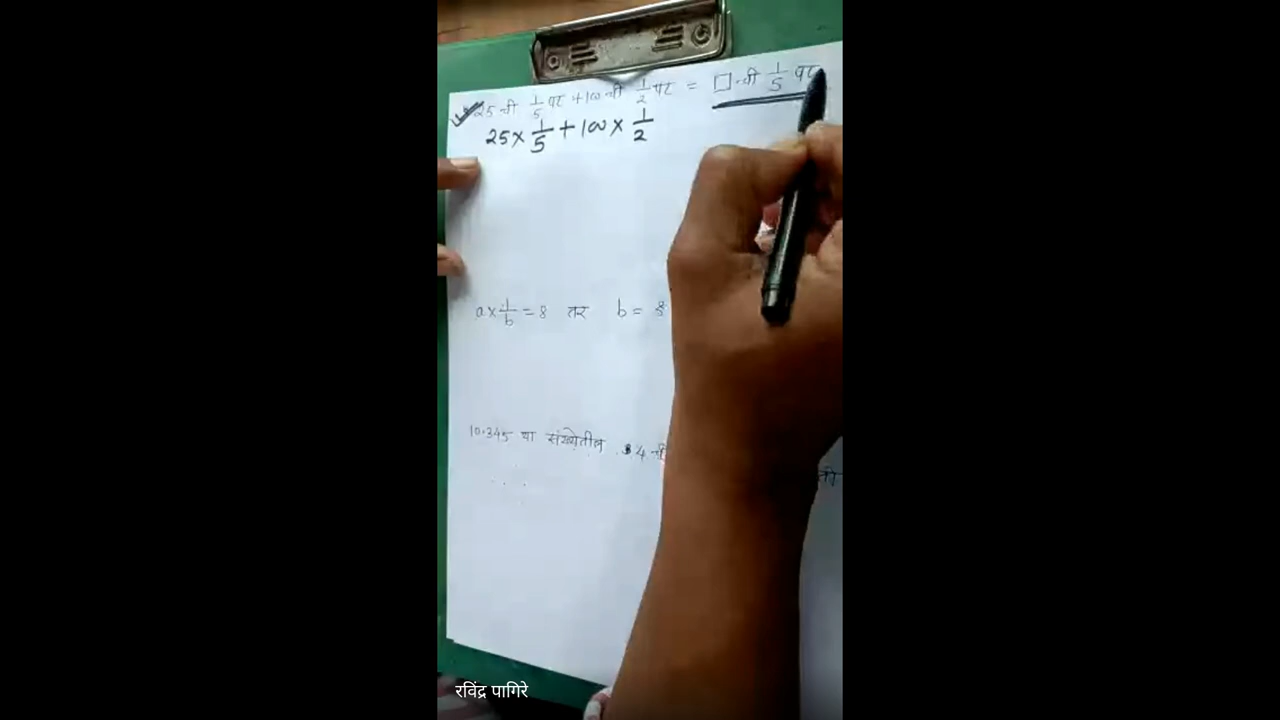 25 ची 1/5 पट + 100 ची 1/2 पट = □ ची 1/5 पट
25 × 1/5 + 100 × 1/2
a × 1/b = 8 तर b = 8
10.345 या संख्येतील 4 ची
रविंद्र पागिरे